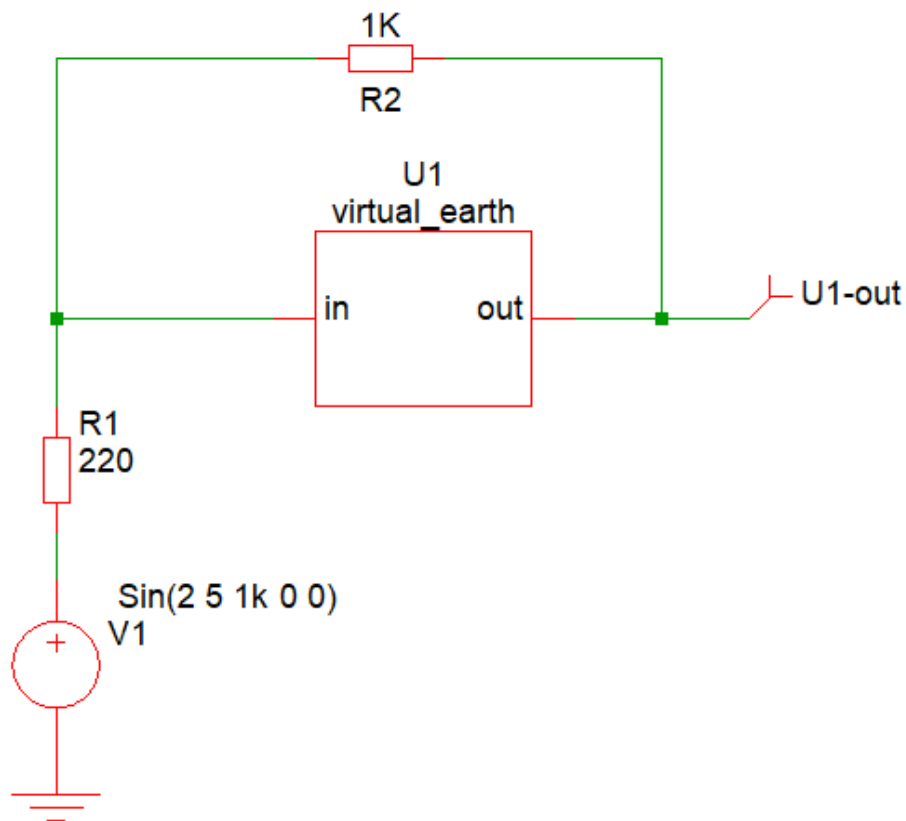 1K
R2
U1
virtual_earth
in
out
U1-out
R1
220
Sin(2 5 1k 0 0)
V1